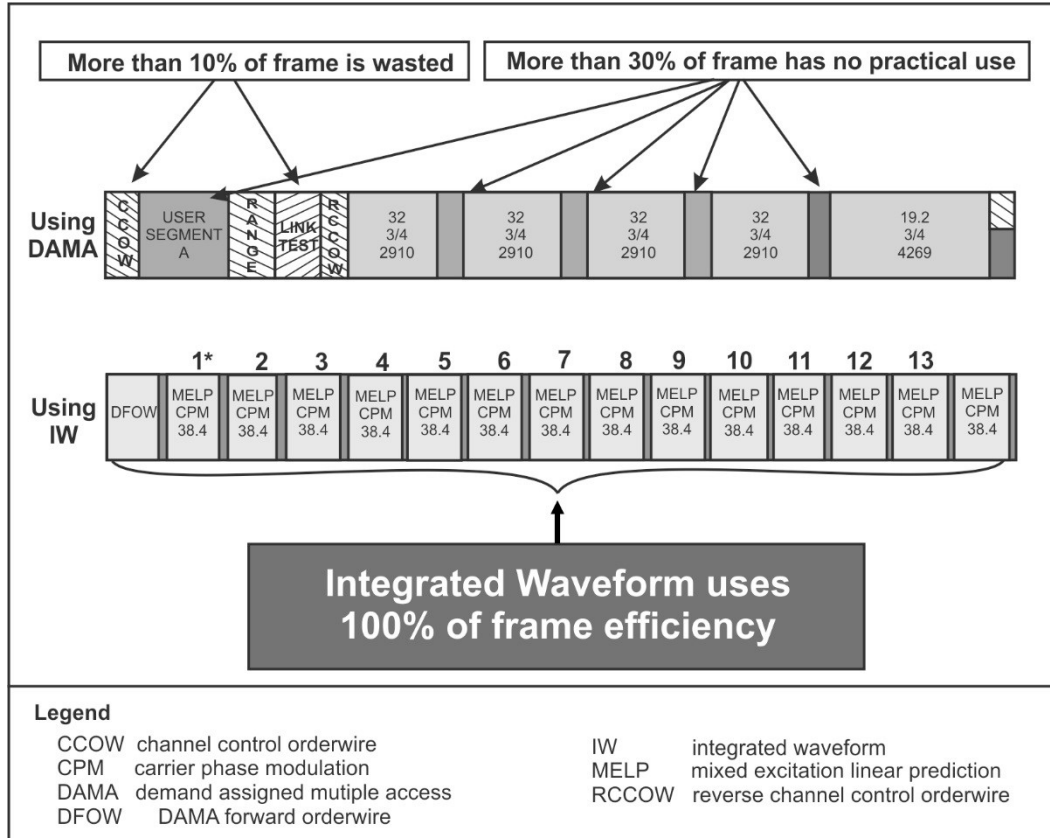 More than 10% of frame is wasted
More than 30% of frame has no practical use
Using
DAMA
CCOW
USER
SEGMENT
A
RANGE
LINK
TEST
RCCOW
32
3/4
2910
32
3/4
2910
32
3/4
2910
32
3/4
2910
19.2
3/4
4269
1* 2 3 4 5 6 7 8 9 10 11 12 13
Using
IW
DFOW
MELP
CPM
38.4
MELP
CPM
38.4
MELP
CPM
38.4
MELP
CPM
38.4
MELP
CPM
38.4
MELP
CPM
38.4
MELP
CPM
38.4
MELP
CPM
38.4
MELP
CPM
38.4
MELP
CPM
38.4
MELP
CPM
38.4
MELP
CPM
38.4
MELP
CPM
38.4
MELP
CPM
38.4
Integrated Waveform uses
100% of frame efficiency
Legend
CCOW channel control orderwire
CPM carrier phase modulation
DAMA demand assigned mutiple access
DFOW DAMA forward orderwire
IW integrated waveform
MELP mixed excitation linear prediction
RCCOW reverse channel control orderwire